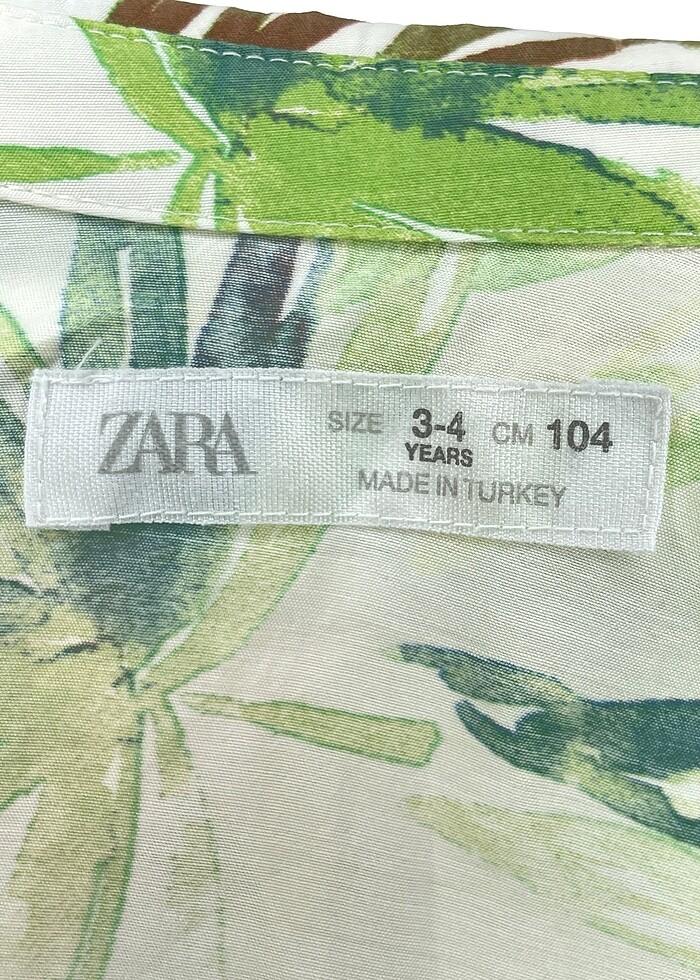 ZARA SIZE 3-4 CM 104
YEARS
MADE IN TURKEY